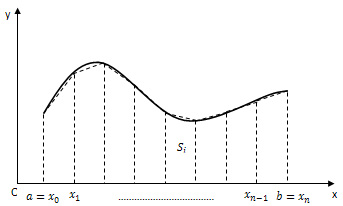 y
S_i
C
a = x_0
x_1
..............................
x_{n-1}
b = x_n
x